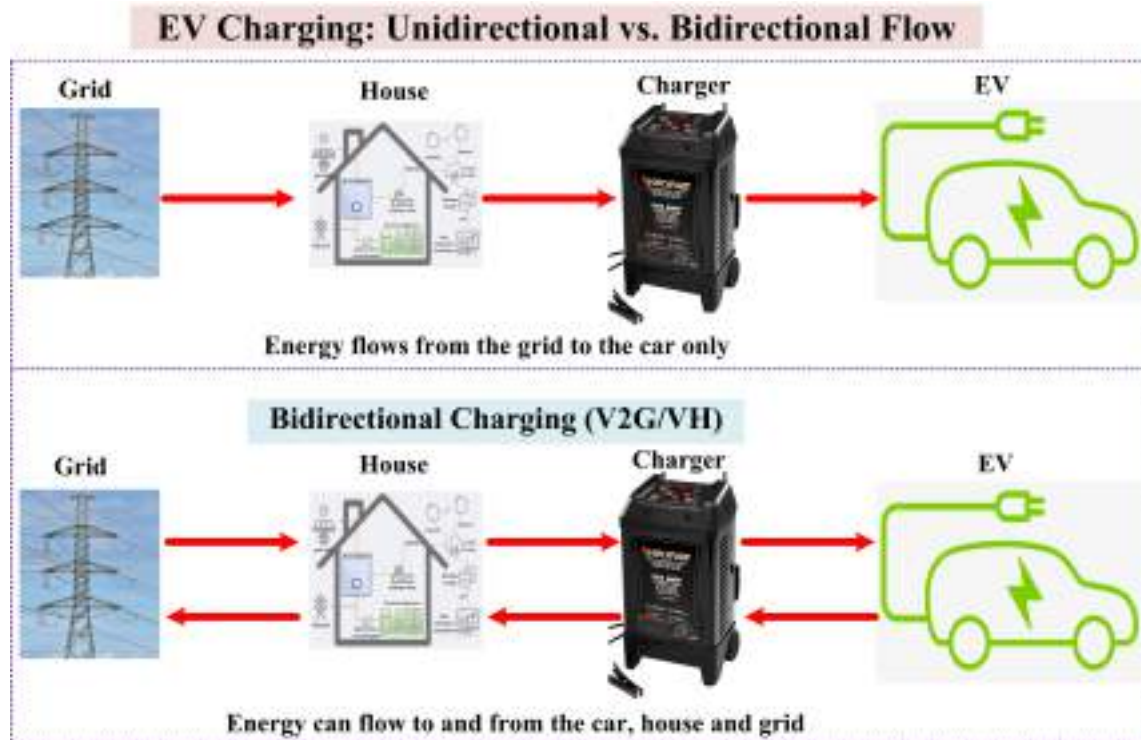 EV Charging: Unidirectional vs. Bidirectional Flow
Grid
House
Charger
EV
Energy flows from the grid to the car only
Bidirectional Charging (V2G/VH)
Grid
House
Charger
EV
Energy can flow to and from the car, house and grid